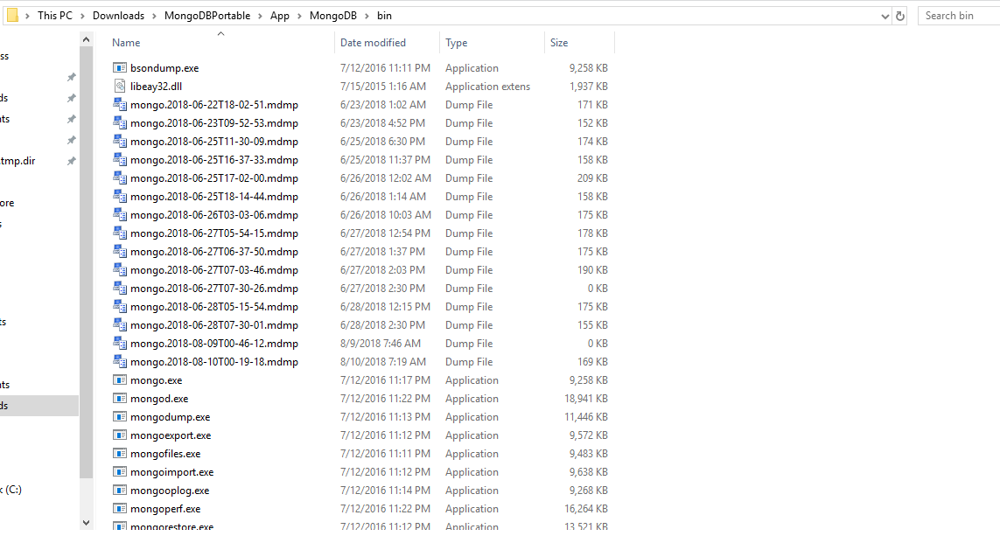 This PC > Downloads > MongoDBPortable > App > MongoDB > bin
Search bin
Name Date modified Type Size
ss
ds
ts
tmp.dir
ore
s
ts
ts
ds
k (C:)
bsondump.exe 7/12/2016 11:11 PM Application 9,258 KB
libeay32.dll 7/15/2015 1:16 AM Application extens 1,937 KB
mongo.2018-06-22T18-02-51.mdmp 6/23/2018 1:02 AM Dump File 171 KB
mongo.2018-06-23T09-52-53.mdmp 6/23/2018 4:52 PM Dump File 152 KB
mongo.2018-06-25T11-30-09.mdmp 6/25/2018 6:30 PM Dump File 174 KB
mongo.2018-06-25T16-37-33.mdmp 6/25/2018 11:37 PM Dump File 158 KB
mongo.2018-06-25T17-02-00.mdmp 6/26/2018 12:02 AM Dump File 209 KB
mongo.2018-06-25T18-14-44.mdmp 6/26/2018 1:14 AM Dump File 158 KB
mongo.2018-06-26T03-03-06.mdmp 6/26/2018 10:03 AM Dump File 175 KB
mongo.2018-06-27T05-54-15.mdmp 6/27/2018 12:54 PM Dump File 178 KB
mongo.2018-06-27T06-37-50.mdmp 6/27/2018 1:37 PM Dump File 175 KB
mongo.2018-06-27T07-03-46.mdmp 6/27/2018 2:03 PM Dump File 190 KB
mongo.2018-06-27T07-30-26.mdmp 6/27/2018 2:30 PM Dump File 0 KB
mongo.2018-06-28T05-15-54.mdmp 6/28/2018 12:15 PM Dump File 175 KB
mongo.2018-06-28T07-30-01.mdmp 6/28/2018 2:30 PM Dump File 155 KB
mongo.2018-08-09T00-46-12.mdmp 8/9/2018 7:46 AM Dump File 0 KB
mongo.2018-08-10T00-19-18.mdmp 8/10/2018 7:19 AM Dump File 169 KB
mongo.exe 7/12/2016 11:17 PM Application 9,258 KB
mongod.exe 7/12/2016 11:22 PM Application 18,941 KB
mongodump.exe 7/12/2016 11:13 PM Application 11,446 KB
mongoexport.exe 7/12/2016 11:12 PM Application 9,572 KB
mongofiles.exe 7/12/2016 11:11 PM Application 9,483 KB
mongoimport.exe 7/12/2016 11:12 PM Application 9,638 KB
mongooplog.exe 7/12/2016 11:14 PM Application 9,268 KB
mongoperf.exe 7/12/2016 11:22 PM Application 16,264 KB
mongorestore.exe 7/12/2016 11:12 PM Application 13,521 KB